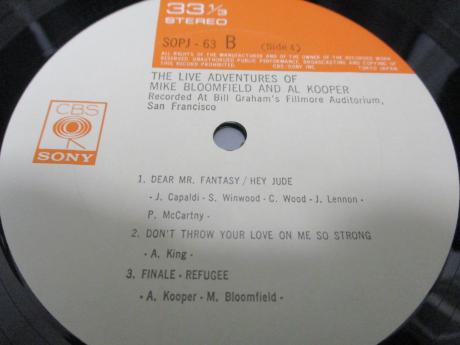 33 1/3
STEREO
SOPJ-63 B (Side 4)
ALL RIGHTS OF THE MANUFACTURER AND OF THE OWNER OF THE RECORDED WORK
RESERVED. UNAUTHORISED PUBLIC PERFORMANCE, BROADCASTING AND COPYING OF
THIS RECORD PROHIBITED. CBS-SONY INC. TOKYO JAPAN
THE LIVE ADVENTURES OF
MIKE BLOOMFIELD AND AL KOOPER
Recorded At Bill Graham's Fillmore Auditorium,
San Francisco
CBS
SONY
1. DEAR MR. FANTASY / HEY JUDE
- J. Capaldi - S. Winwood - C. Wood - J. Lennon -
P. McCartny -
2. DON'T THROW YOUR LOVE ON ME SO STRONG
- A. King -
3. FINALE - REFUGEE
- A. Kooper - M. Bloomfield -